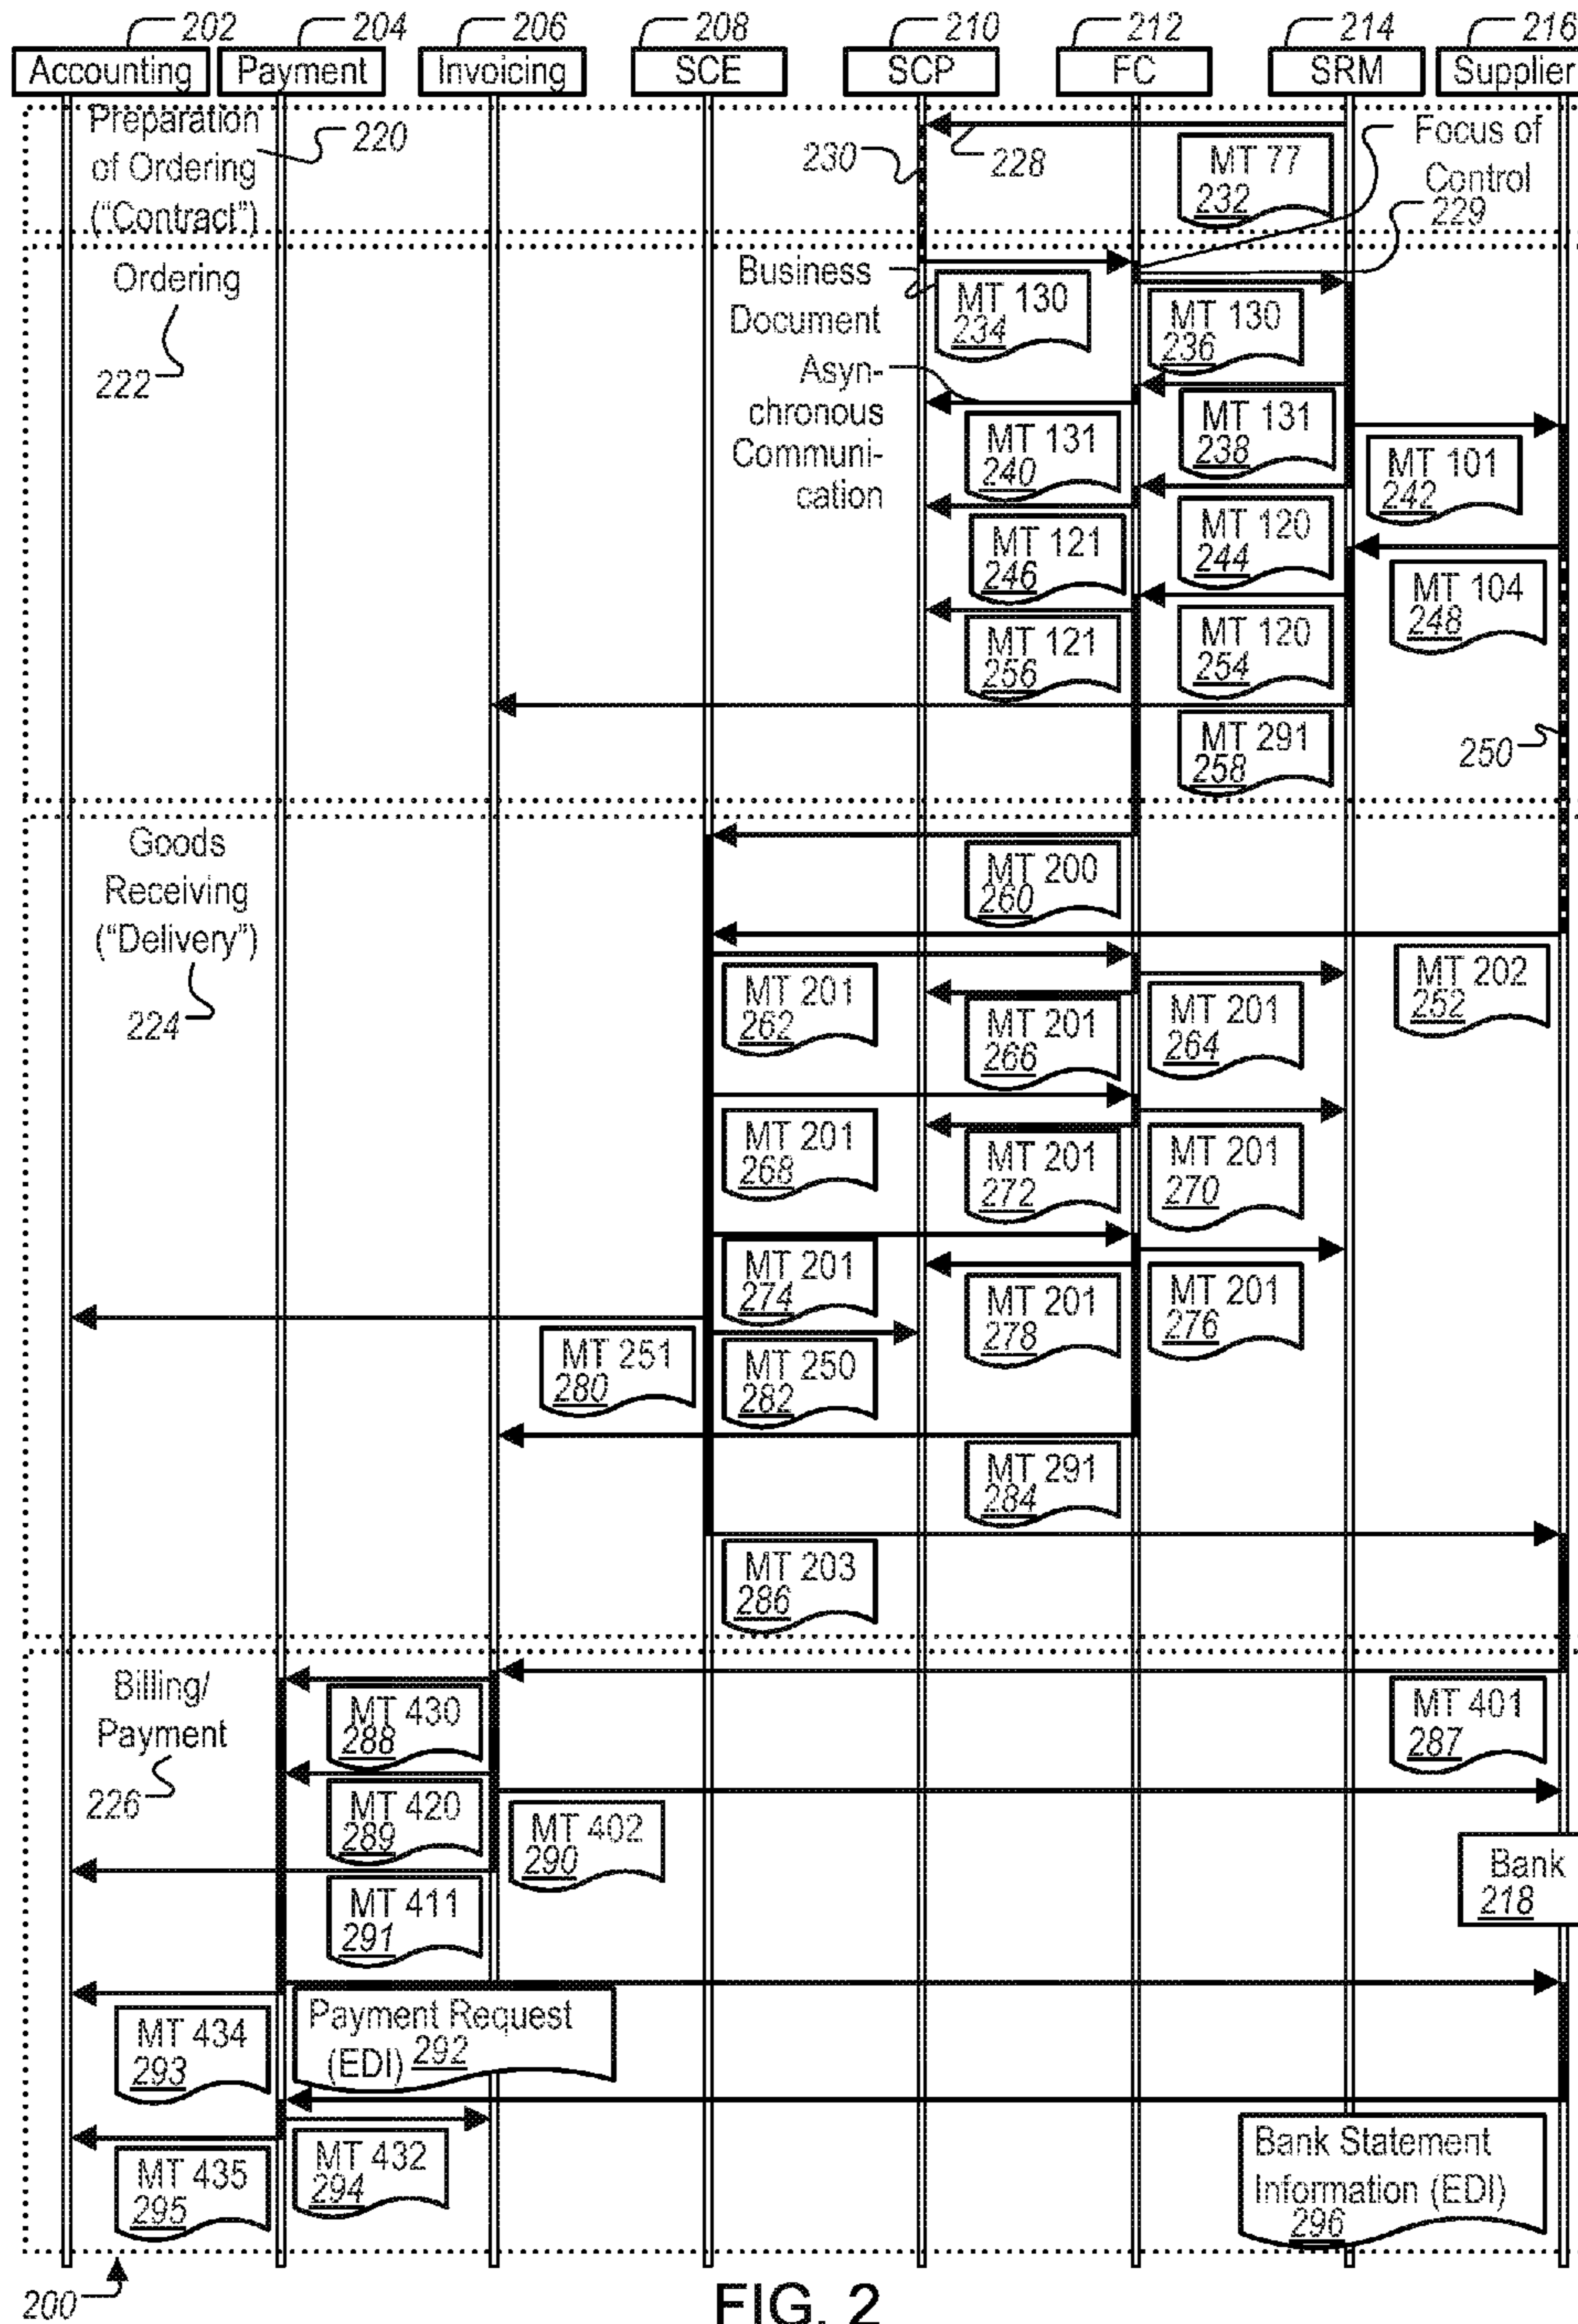 202 204 206 208 210 212 214 216
Accounting Payment Invoicing SCE SCP FC SRM Supplier
Preparation
of Ordering
("Contract")
220
230
228
MT 77
232
Focus of
Control
229
Ordering
222
Business
Document
MT 130
234
MT 130
236
Asyn-
chronous
Communi-
cation
MT 131
240
MT 131
238
MT 101
242
MT 121
246
MT 120
244
MT 104
248
MT 121
256
MT 120
254
MT 291
258
250
Goods
Receiving
("Delivery")
224
MT 200
260
MT 202
252
MT 201
262
MT 201
266
MT 201
264
MT 201
268
MT 201
272
MT 201
270
MT 201
274
MT 201
278
MT 201
276
MT 251
280
MT 250
282
MT 291
284
MT 203
286
Billing/
Payment
226
MT 430
288
MT 401
287
MT 420
289
MT 402
290
Bank
218
MT 411
291
MT 434
293
Payment Request
(EDI) 292
MT 435
295
MT 432
294
Bank Statement
Information (EDI)
296
200
FIG. 2